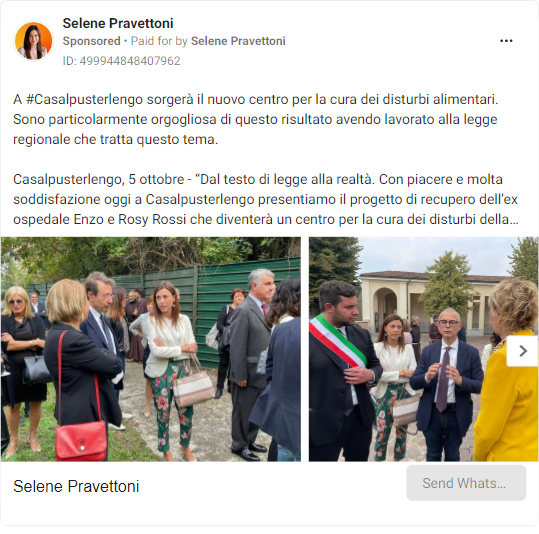 Selene Pravettoni
Sponsored • Paid for by Selene Pravettoni
ID: 499944848407962
A #Casalpusterlengo sorgerà il nuovo centro per la cura dei disturbi alimentari.
Sono particolarmente orgogliosa di questo risultato avendo lavorato alla legge
regionale che tratta questo tema.
Casalpusterlengo, 5 ottobre - “Dal testo di legge alla realtà. Con piacere e molta
soddisfazione oggi a Casalpusterlengo presentiamo il progetto di recupero dell’ex
ospedale Enzo e Rosy Rossi che diventerà un centro per la cura dei disturbi della...
Selene Pravettoni
Send Whats...